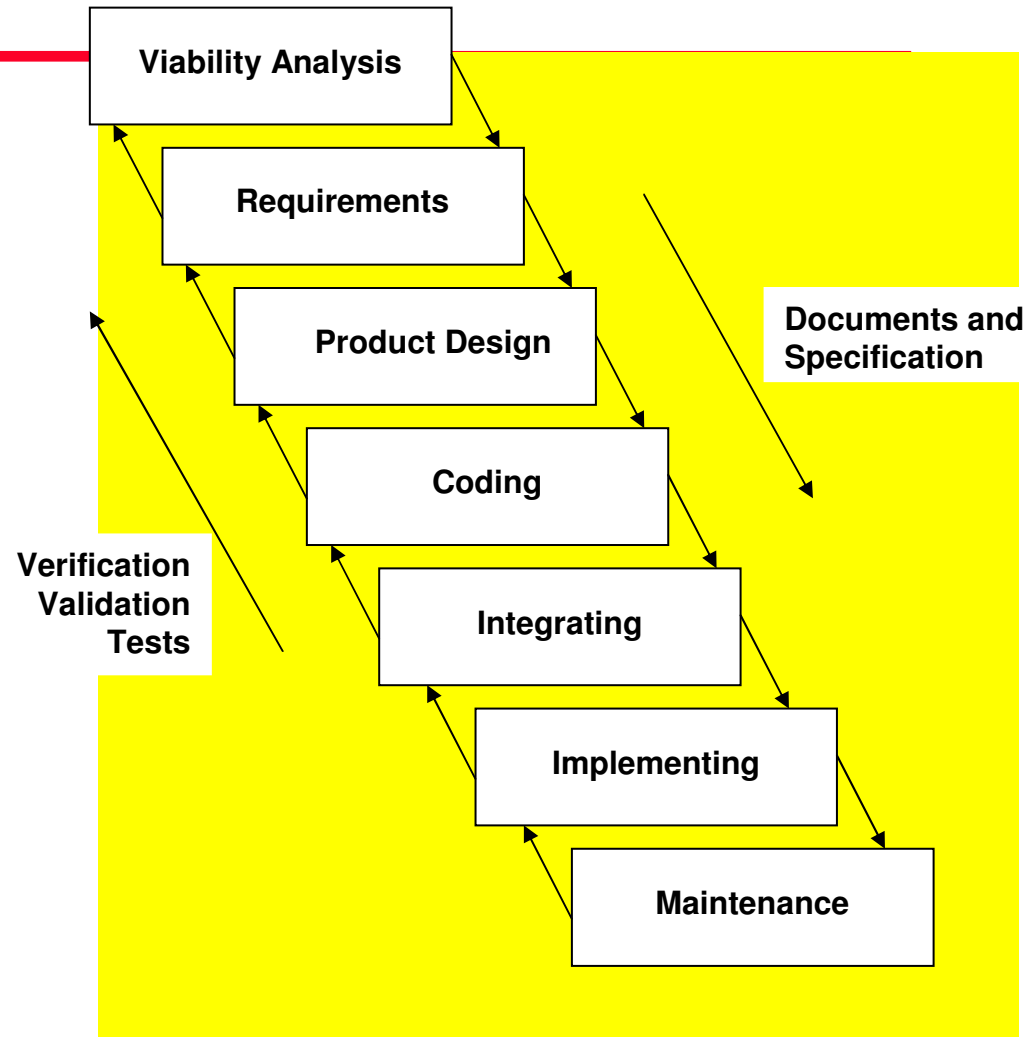 Viability Analysis
Requirements
Product Design
Documents and
Specification
Coding
Verification
Validation
Tests
Integrating
Implementing
Maintenance